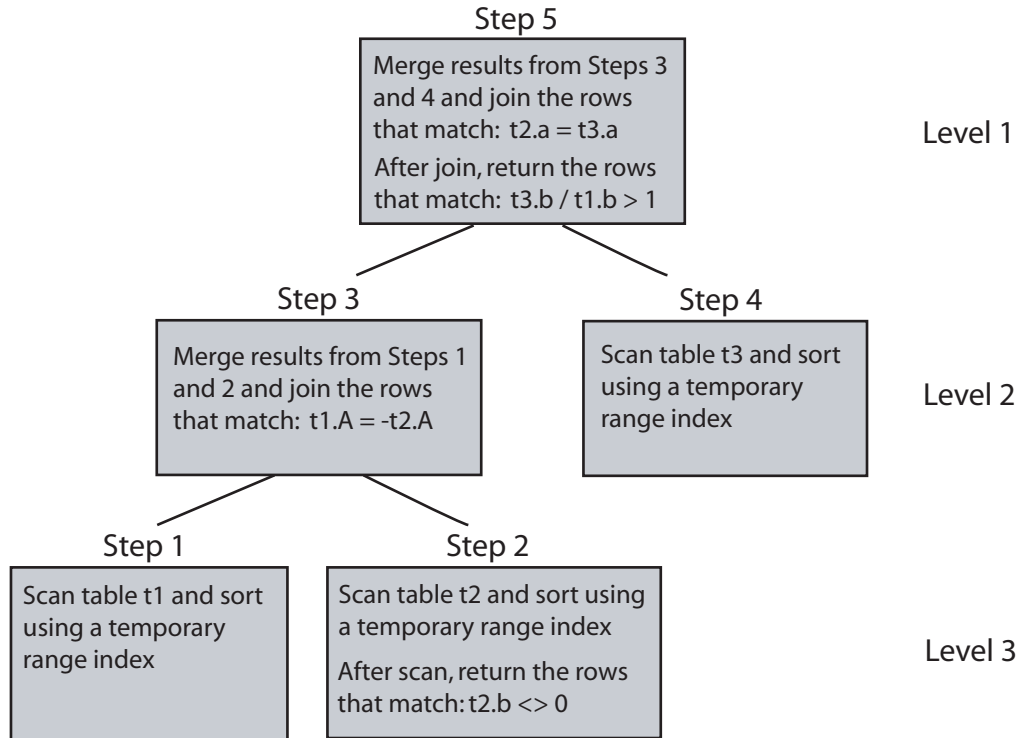 Step 5
Merge results from Steps 3
and 4 and join the rows
that match: t2.a = t3.a
After join, return the rows
that match: t3.b / t1.b > 1
Level 1
Step 3
Merge results from Steps 1
and 2 and join the rows
that match: t1.A = -t2.A
Step 4
Scan table t3 and sort
using a temporary
range index
Level 2
Step 1
Scan table t1 and sort
using a temporary
range index
Step 2
Scan table t2 and sort using
a temporary range index
After scan, return the rows
that match: t2.b <> 0
Level 3